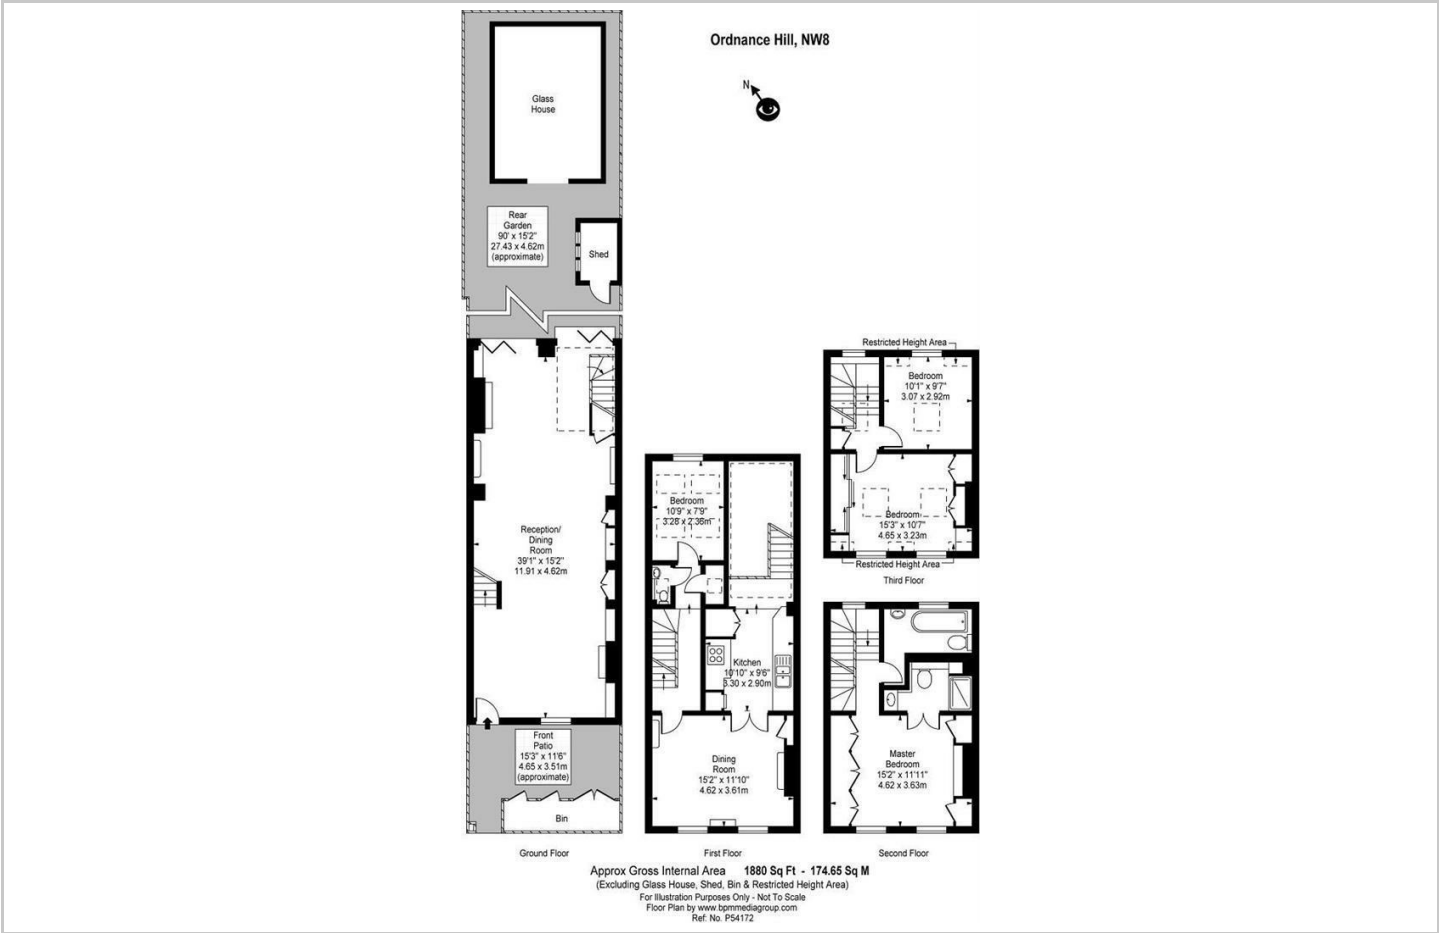 Ordnance Hill, NW8
N
Glass
House
Rear
Garden
90' x 15'2"
27.43 x 4.62m
(approximate)
Shed
Reception/
Dining
Room
39'1" x 15'2"
11.91 x 4.62m
Front
Patio
15'3" x 11'6"
4.65 x 3.51m
(approximate)
Bin
Ground Floor
Bedroom
10'9" x 7'9"
3.28 x 2.36m
Kitchen
10'10" x 9'6"
3.30 x 2.90m
Dining
Room
15'2" x 11'10"
4.62 x 3.61m
First Floor
Restricted Height Area
Bedroom
10'1" x 9'7"
3.07 x 2.92m
Bedroom
15'3" x 10'7"
4.65 x 3.23m
Restricted Height Area
Third Floor
Master
Bedroom
15'2" x 11'11"
4.62 x 3.63m
Second Floor
Approx Gross Internal Area 1880 Sq Ft - 174.65 Sq M
(Excluding Glass House, Shed, Bin & Restricted Height Area)
For Illustration Purposes Only - Not To Scale
Floor Plan by www.bpmmediagroup.com
Ref: No. P54172